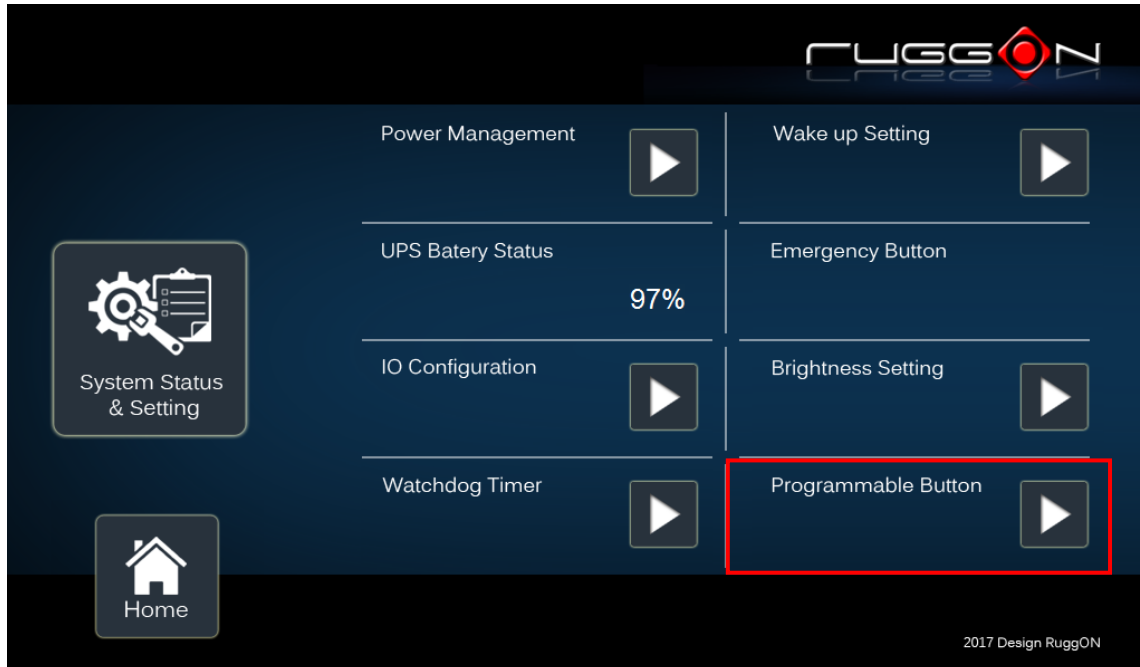 ruggON
Power Management
Wake up Setting
UPS Batery Status
97%
Emergency Button
IO Configuration
Brightness Setting
Watchdog Timer
Programmable Button
System Status
& Setting
Home
2017 Design RuggON